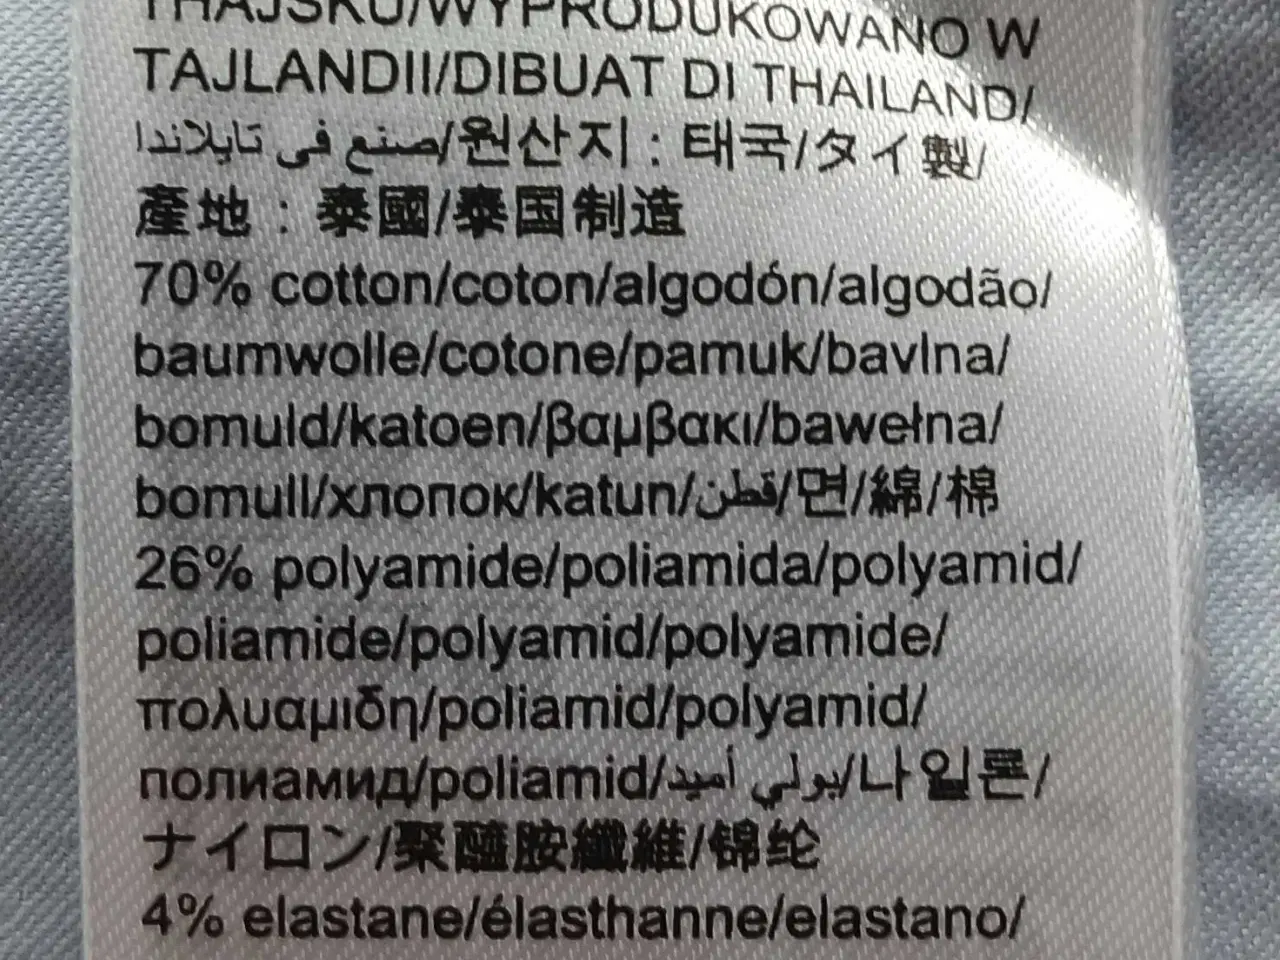 THAJSKU/WYPRODUKOWANO W
TAJLANDII/DIBUAT DI THAILAND/
صنع في تايلاندا/원산지 : 태국/タイ製/
產地 : 泰國/泰国制造
70% cotton/coton/algodón/algodão/
baumwolle/cotone/pamuk/bavlna/
bomuld/katoen/βαμβακι/bawełna/
bomull/хлопок/katun/قطن/면/綿/棉
26% polyamide/poliamida/polyamid/
poliamide/polyamid/polyamide/
πολυαμιδη/poliamid/polyamid/
полиамид/poliamid/بولي أميد/나일론/
ナイロン/聚醯胺纖維/锦纶
4% elastane/élasthanne/elastano/